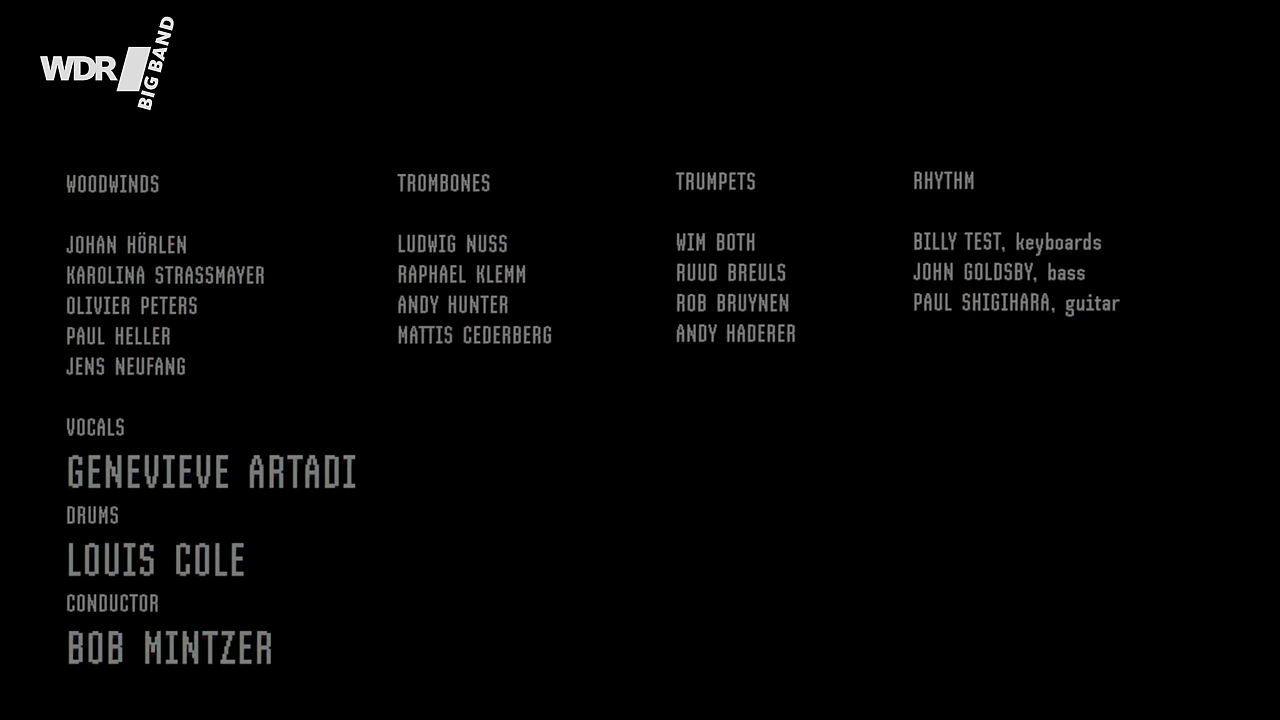 WDR BIG BAND
WOODWINDS
JOHAN HÖRLEN
KAROLINA STRASSMAYER
OLIVIER PETERS
PAUL HELLER
JENS NEUFANG
TROMBONES
LUDWIG NUSS
RAPHAEL KLEMM
ANDY HUNTER
MATTIS CEDERBERG
TRUMPETS
WIM BOTH
RUUD BREULS
ROB BRUYNEN
ANDY HADERER
RHYTHM
BILLY TEST, keyboards
JOHN GOLDSBY, bass
PAUL SHIGIHARA, guitar
VOCALS
GENEVIEVE ARTADI
DRUMS
LOUIS COLE
CONDUCTOR
BOB MINTZER